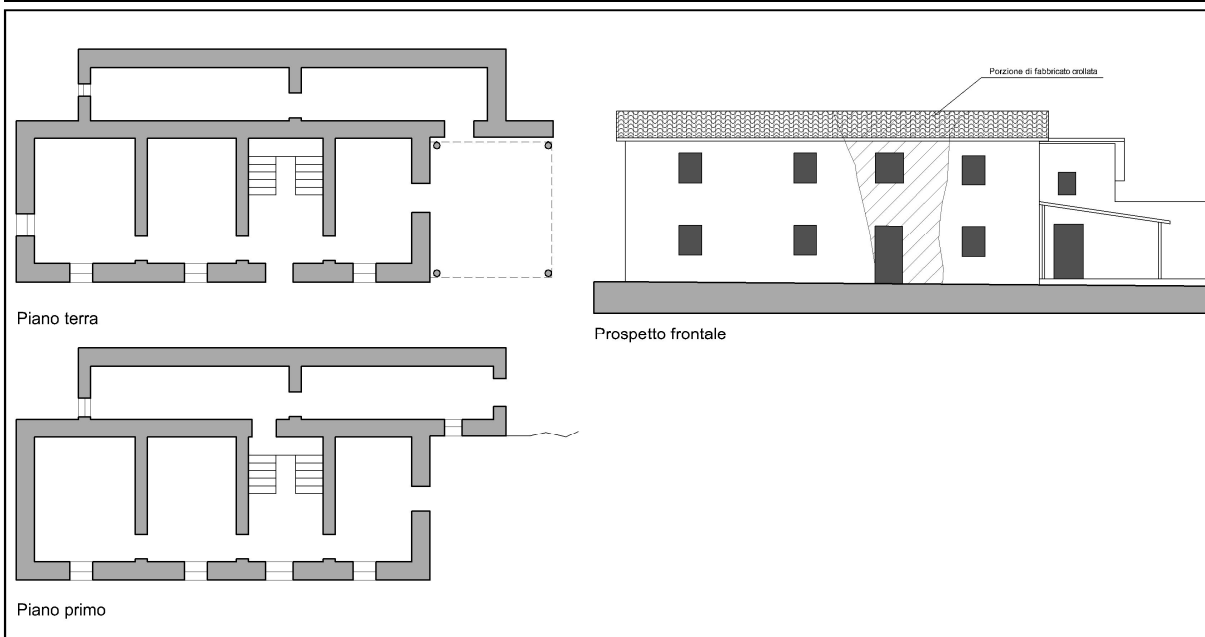 Porzione di fabbricato crollata
Piano terra
Prospetto frontale
Piano primo